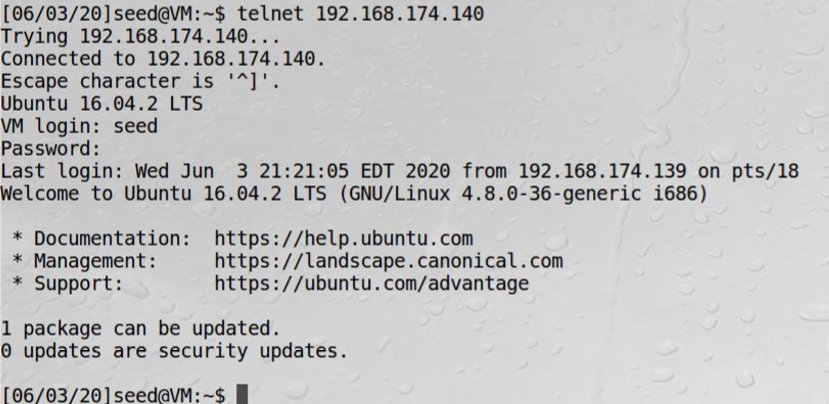 [06/03/20]seed@VM:~$ telnet 192.168.174.140
Trying 192.168.174.140...
Connected to 192.168.174.140.
Escape character is '^]'.
Ubuntu 16.04.2 LTS
VM login: seed
Password:
Last login: Wed Jun  3 21:21:05 EDT 2020 from 192.168.174.139 on pts/18
Welcome to Ubuntu 16.04.2 LTS (GNU/Linux 4.8.0-36-generic i686)

 * Documentation:  https://help.ubuntu.com
 * Management:     https://landscape.canonical.com
 * Support:        https://ubuntu.com/advantage

1 package can be updated.
0 updates are security updates.

[06/03/20]seed@VM:~$